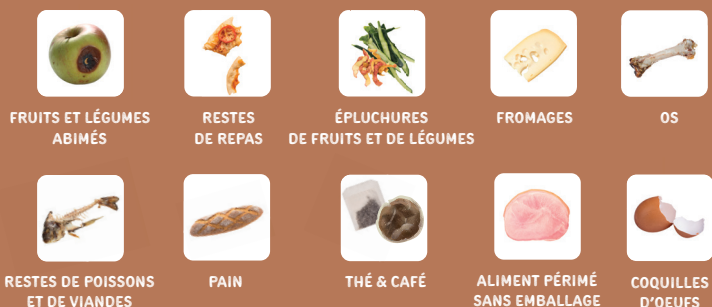 FRUITS ET LÉGUMES
ABIMÉS
RESTES
DE REPAS
ÉPLUCHURES
DE FRUITS ET DE LÉGUMES
FROMAGES
OS
RESTES DE POISSONS
ET DE VIANDES
PAIN
THÉ & CAFÉ
ALIMENT PÉRIMÉ
SANS EMBALLAGE
COQUILLES
D'OEUFS